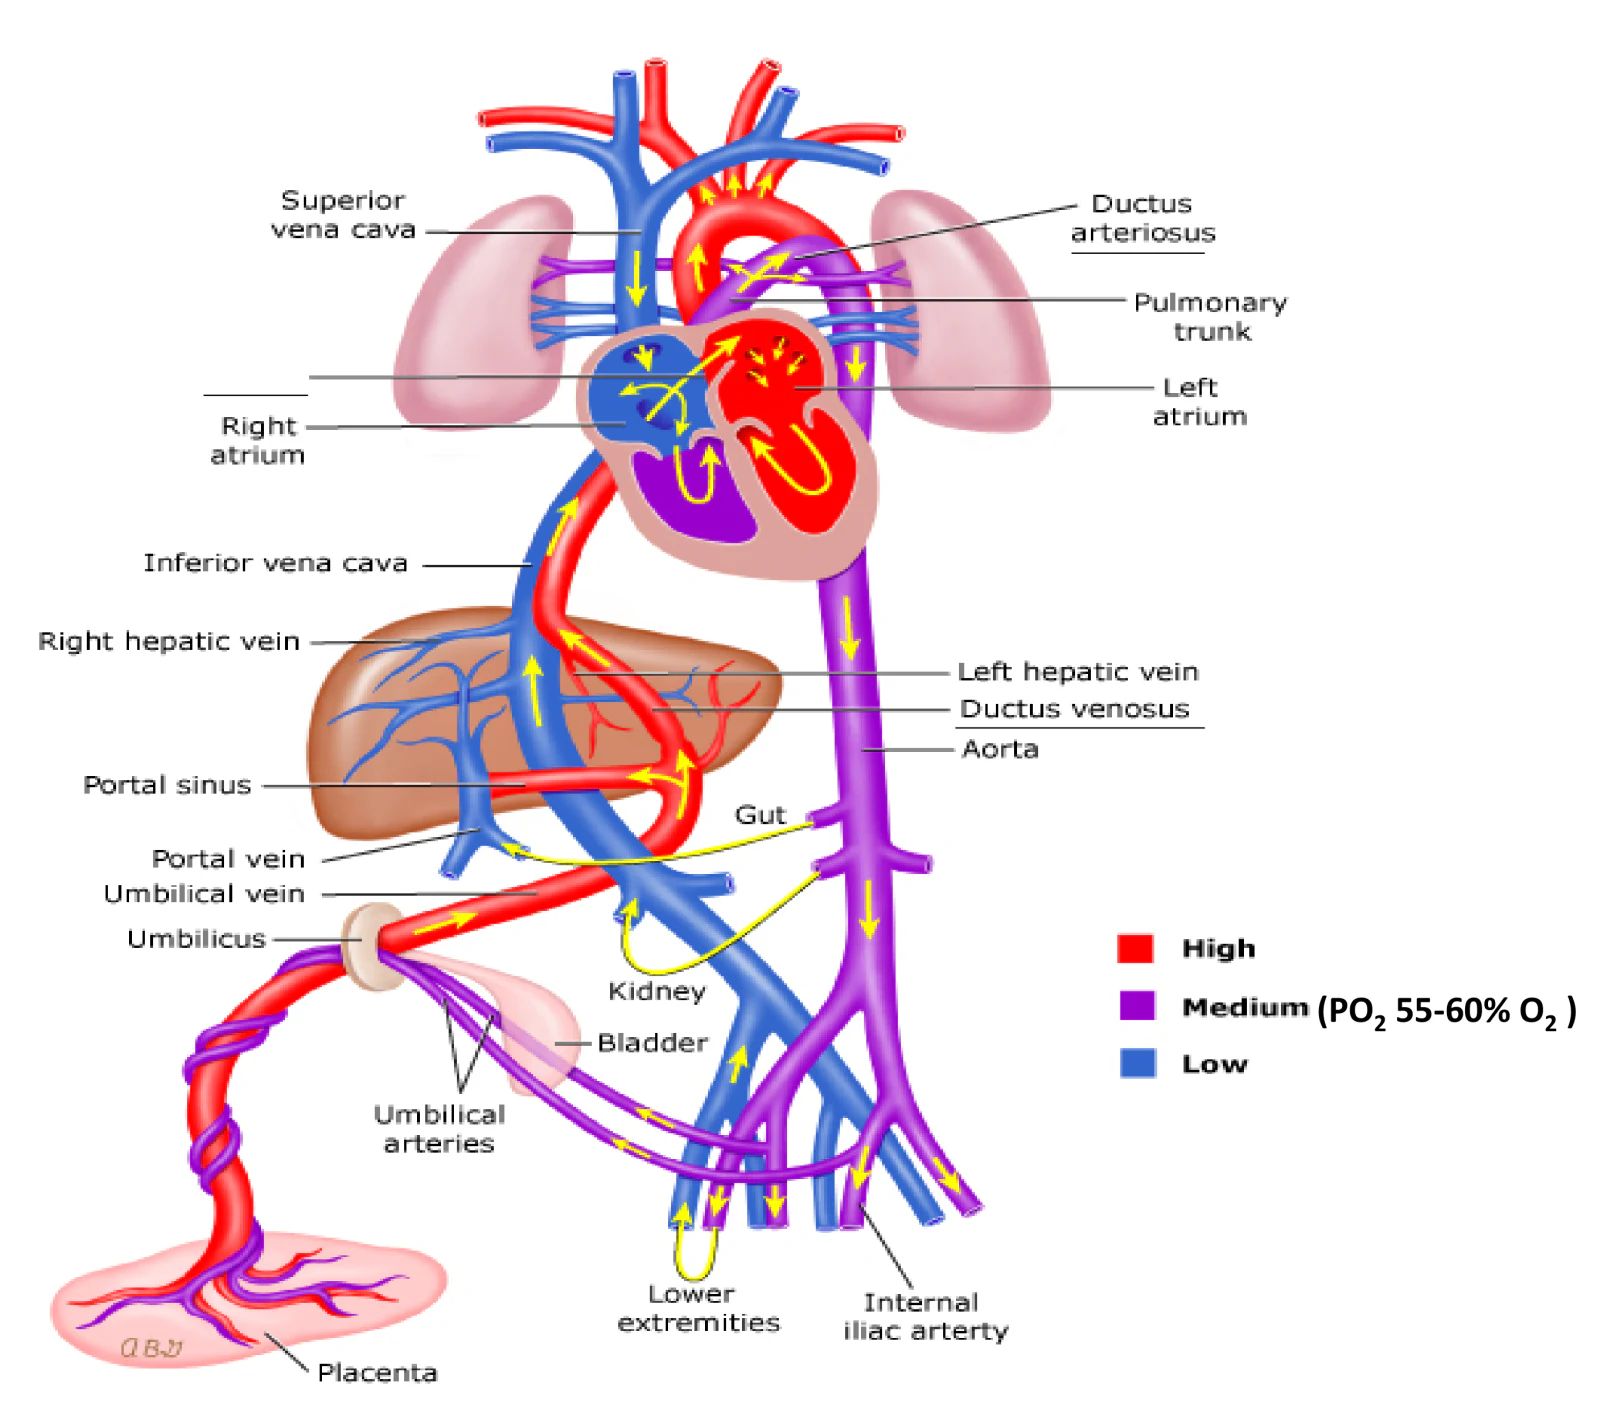 Superior
vena cava
Ductus
arteriosus
Pulmonary
trunk
Left
atrium
Right
atrium
Inferior vena cava
Right hepatic vein
Left hepatic vein
Ductus venosus
Aorta
Portal sinus
Gut
Portal vein
Umbilical vein
Umbilicus
Kidney
Bladder
Umbilical
arteries
High
Medium (PO2 55-60% O2 )
Low
Lower
extremities
Internal
iliac arterty
Placenta